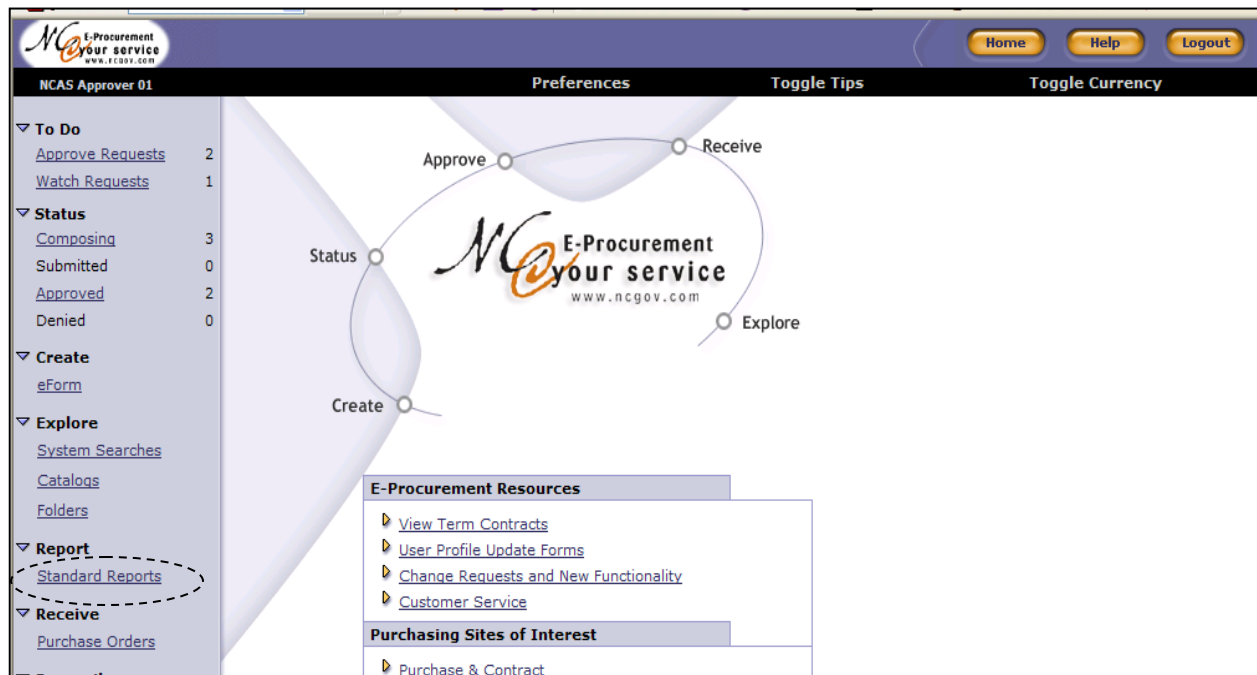 NC@ E-Procurement
your service
www.ncgov.com
Home Help Logout
NCAS Approver 01 Preferences Toggle Tips Toggle Currency
To Do
Approve Requests 2
Watch Requests 1
Status
Composing 3
Submitted 0
Approved 2
Denied 0
Create
eForm
Explore
System Searches
Catalogs
Folders
Report
Standard Reports
Receive
Purchase Orders
Approve
Receive
Status
NC@ E-Procurement
your service
www.ncgov.com
Explore
Create
E-Procurement Resources
View Term Contracts
User Profile Update Forms
Change Requests and New Functionality
Customer Service
Purchasing Sites of Interest
Purchase & Contract